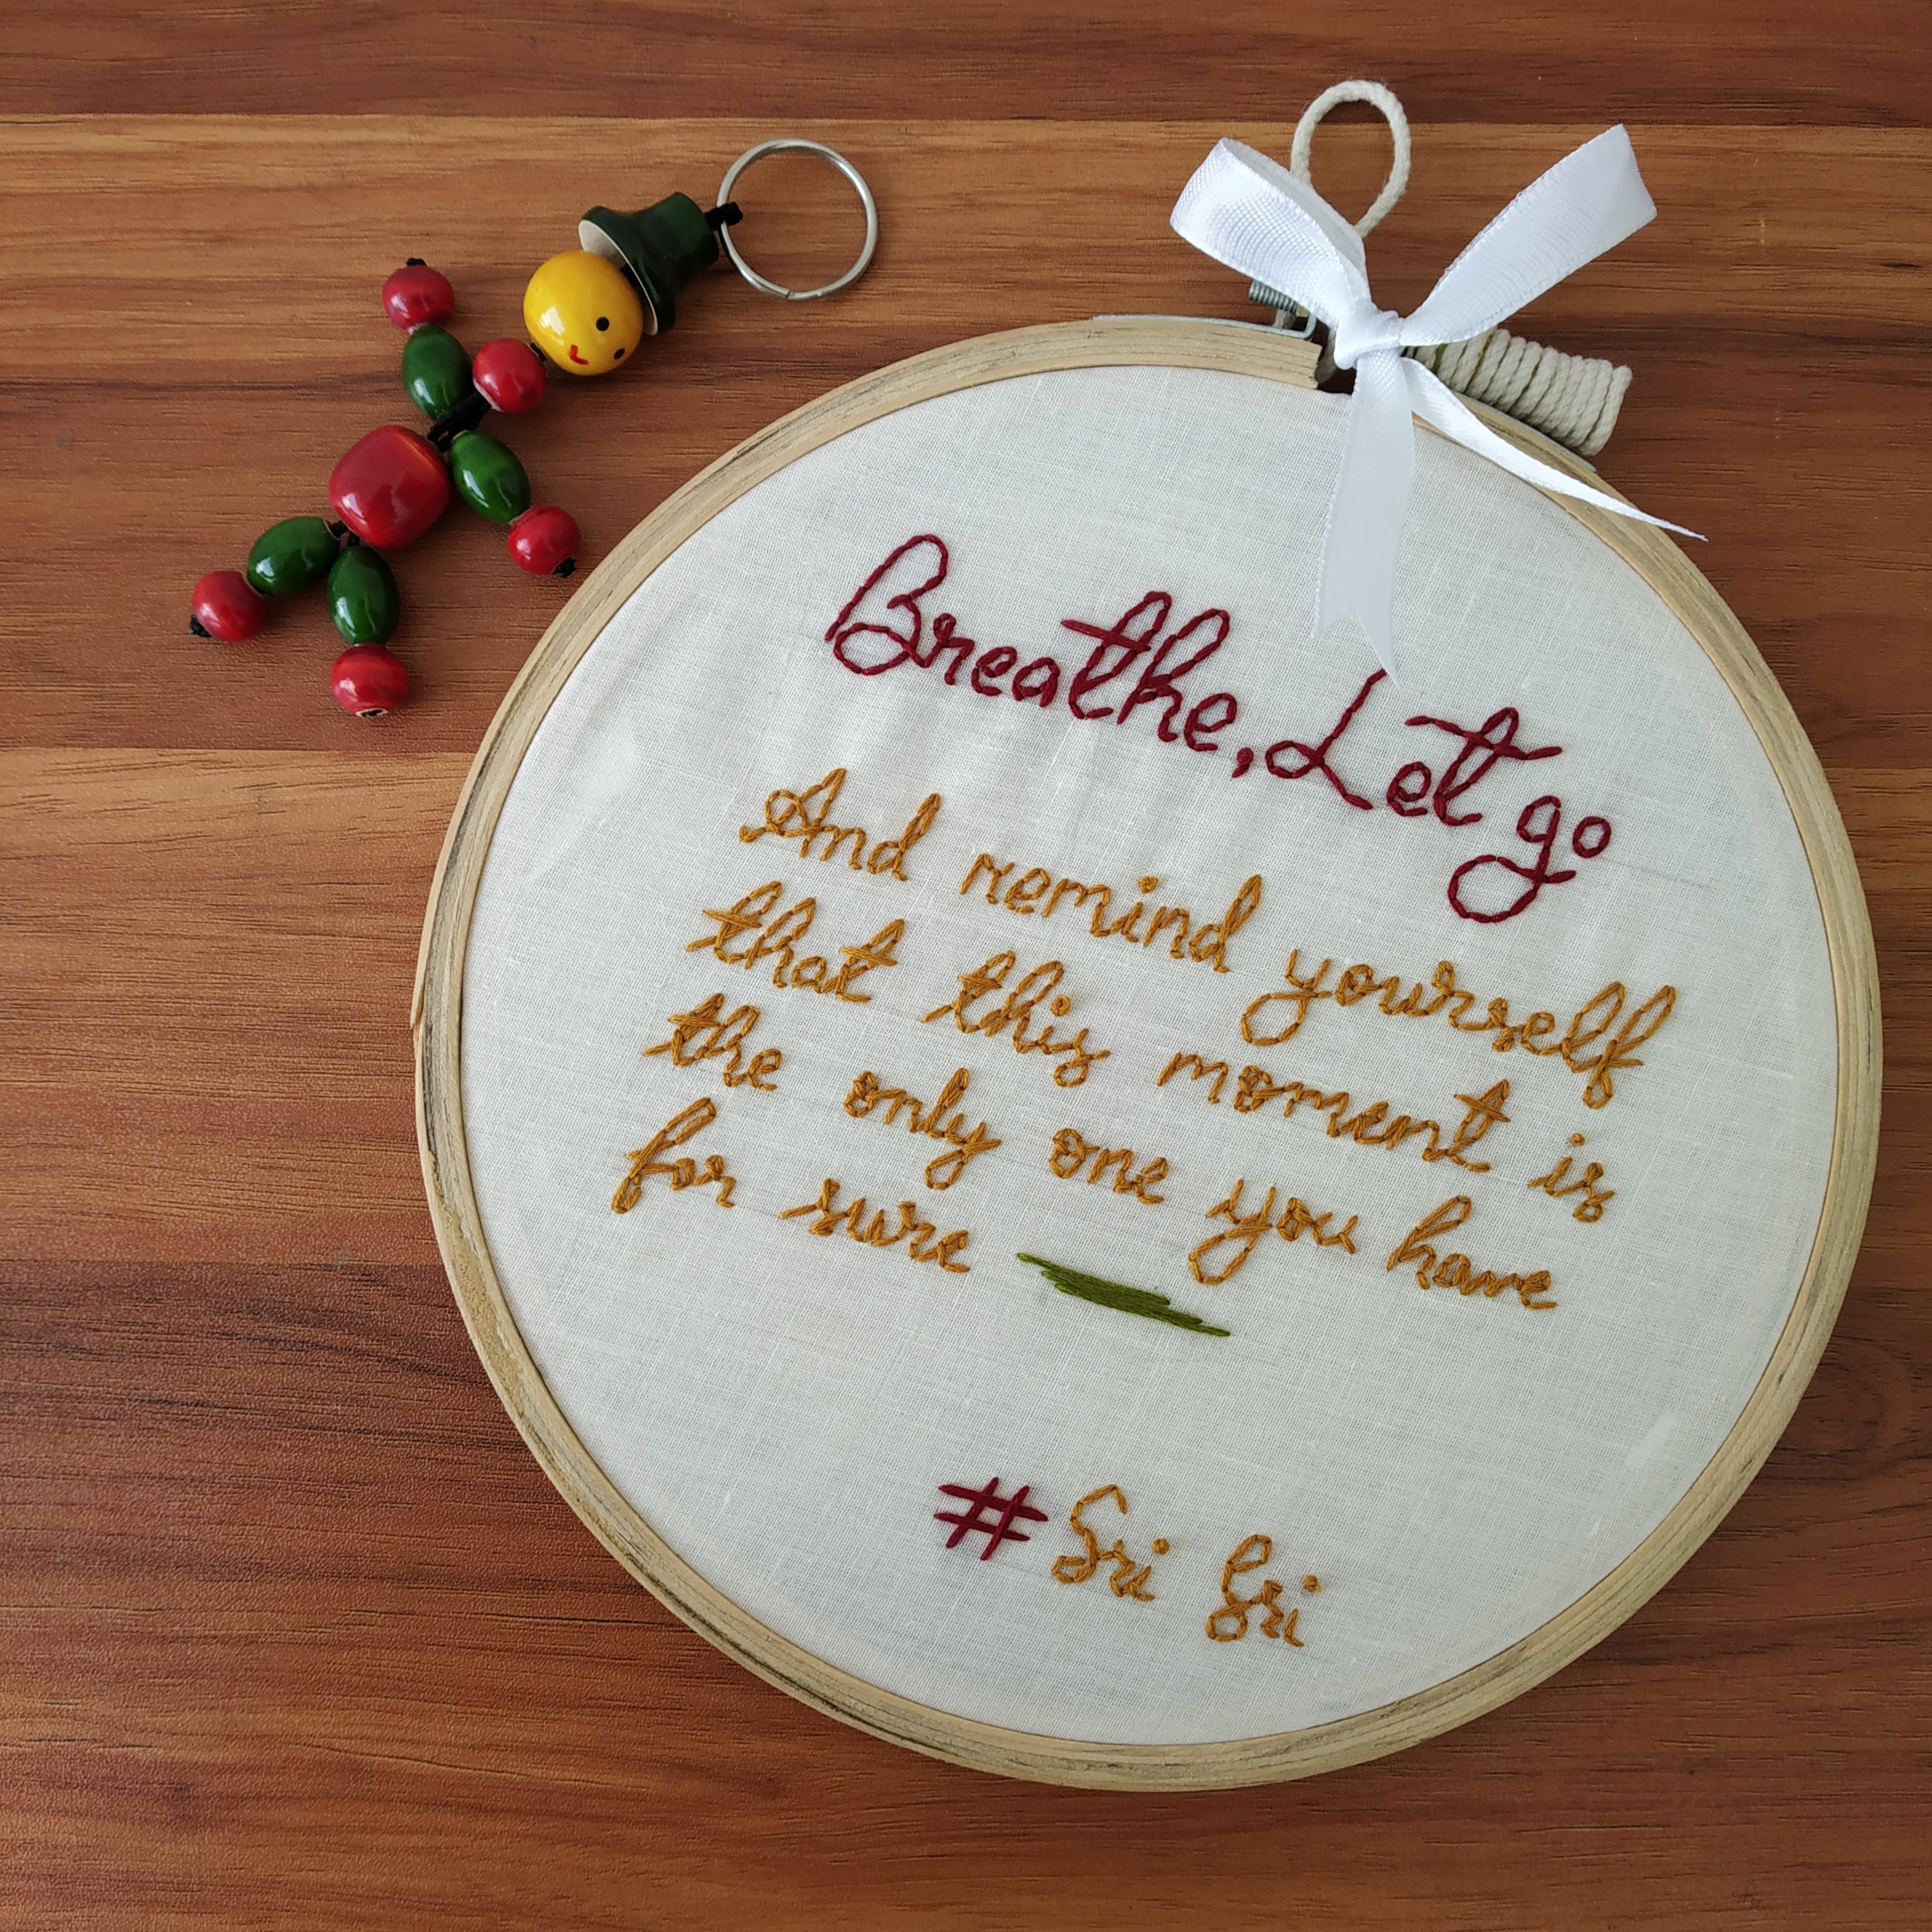 Breathe, Let go
And remind yourself
that this moment is
the only one you have
for sure
# Sri Sri